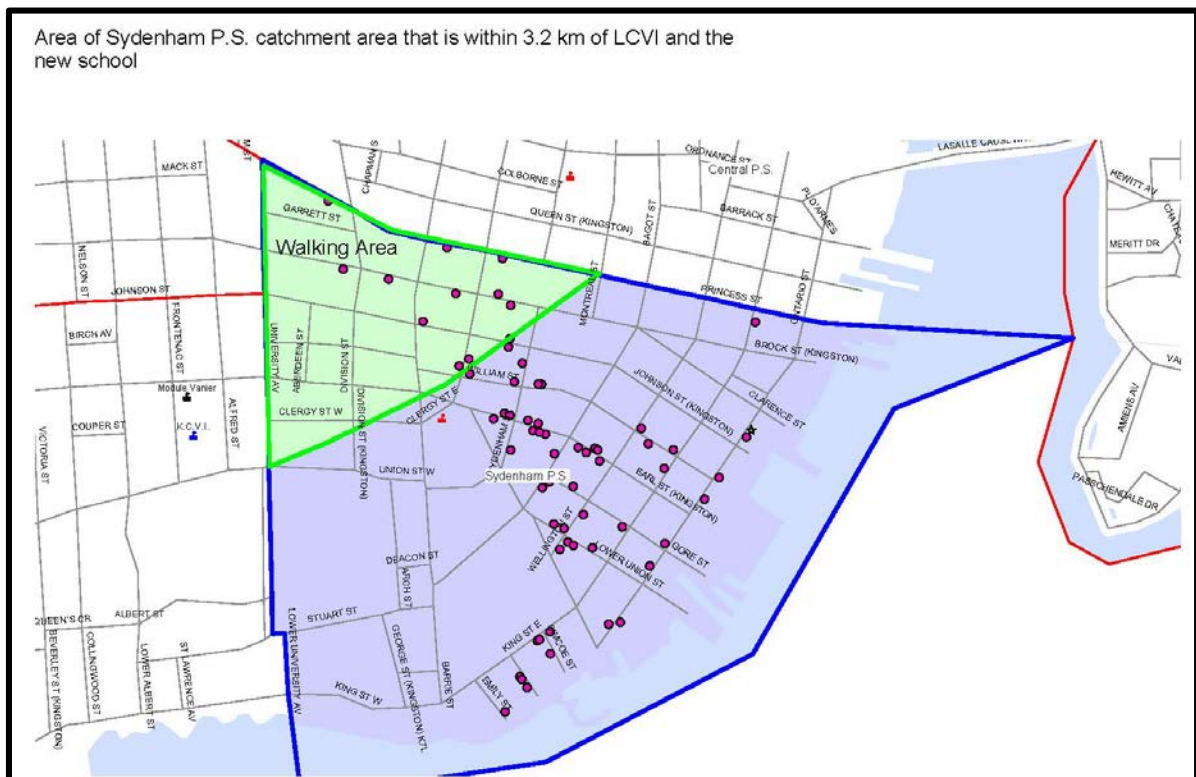 Area of Sydenham P.S. catchment area that is within 3.2 km of LCVI and the
new school
LASALLE CAUSEW
ORDNANCE ST
Central P.S.
MACK ST
CHAPMAN S
COLBORNE ST
HEWITT AV
BARRACK ST
GARRETT ST
QUEEN ST (KINGSTON)
BAGOT ST
MERITT DR
Walking Area
NELSON ST
JOHNSON ST
MONTREAL ST
PRINCESS ST
ONTARIO ST
BIRCH AV
FRONTENAC ST
UNIVERSITY AV
ABERDEEN ST
DIVISION ST
BROCK ST (KINGSTON)
JOHNSON ST (KINGSTON)
WILLIAM ST
CLARENCE ST
Module Vanier
ALFRED ST
DIVISION ST (KINGSTON)
CLERGY ST E
CLERGY ST W
AMIENS AV
COUPER ST
K.C.V.I.
VICTORIA ST
UNION ST W
Sydenham P.S
EARL ST (KINGSTON)
PASSCHENDALE DR
WELLINGTON ST
GORE ST
LOWER UNION ST
DEACON ST
ARCH ST
STUART ST
QUEEN'S CR
ALBERT ST
KING ST E
BEVERLEY ST (KINGSTON)
COLLINGWOOD ST
LOWER ALBERT ST
ST LAWRENCE AV
LOWER UNIVERSITY AV
GEORGE ST (KINGSTON) K7L
BARRIE ST
KING ST W
EMILY ST